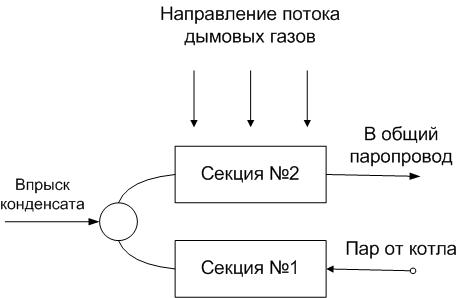 Направление потока
дымовых газов
В общий
паропровод
Секция №2
Впрыск
конденсата
Пар от котла
Секция №1